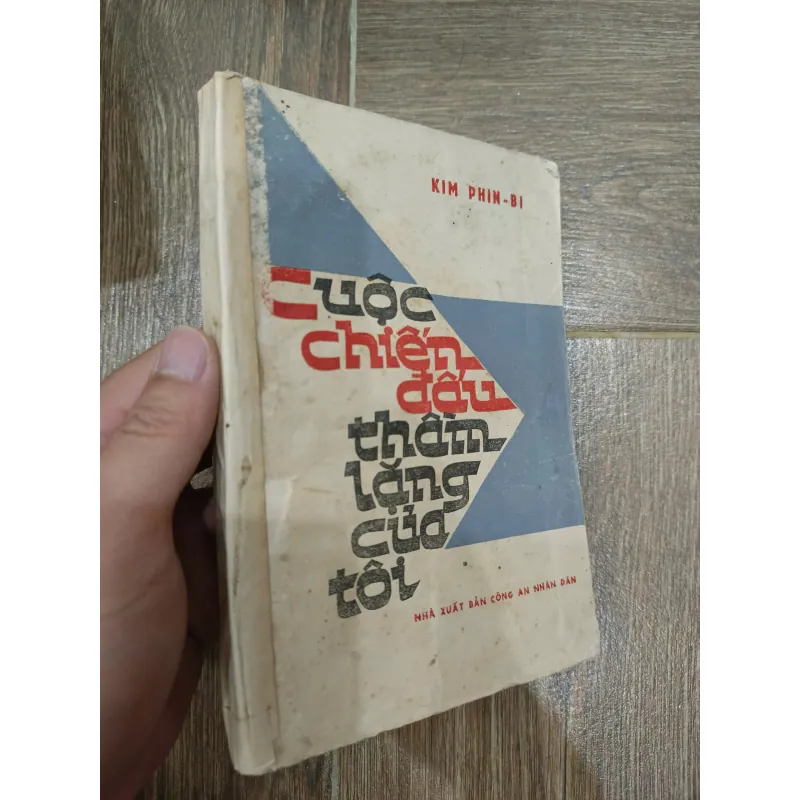 KIM PHIN-BI
Cuộc
chiến
đấu
thầm
lặng
của
tôi
NHÀ XUẤT BẢN CÔNG AN NHÂN DÂN